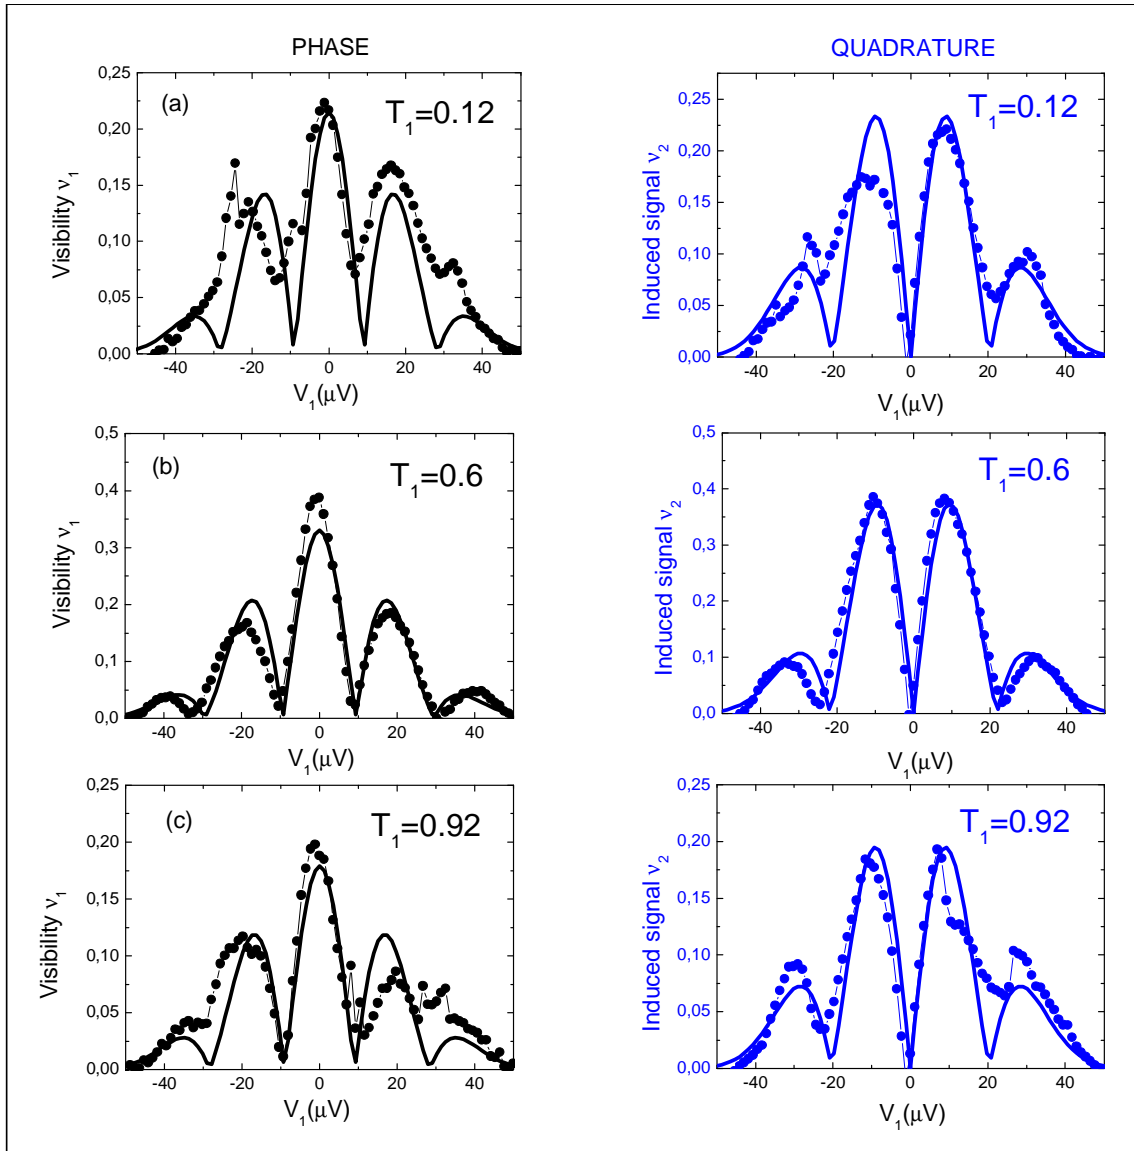 PHASE
QUADRATURE
(a)
T1=0.12
Visibility ν1
0,25
0,20
0,15
0,10
0,05
0,00
-40 -20 0 20 40
V1(μV)
T1=0.12
Induced signal ν2
0,25
0,20
0,15
0,10
0,05
0,00
-40 -20 0 20 40
V1(μV)
(b)
T1=0.6
Visibility ν1
0,5
0,4
0,3
0,2
0,1
0,0
-40 -20 0 20 40
V1(μV)
T1=0.6
Induced signal ν2
0,5
0,4
0,3
0,2
0,1
0,0
-40 -20 0 20 40
V1(μV)
(c)
T1=0.92
Visibility ν1
0,25
0,20
0,15
0,10
0,05
0,00
-40 -20 0 20 40
V1(μV)
T1=0.92
Induced signal ν2
0,25
0,20
0,15
0,10
0,05
0,00
-40 -20 0 20 40
V1(μV)